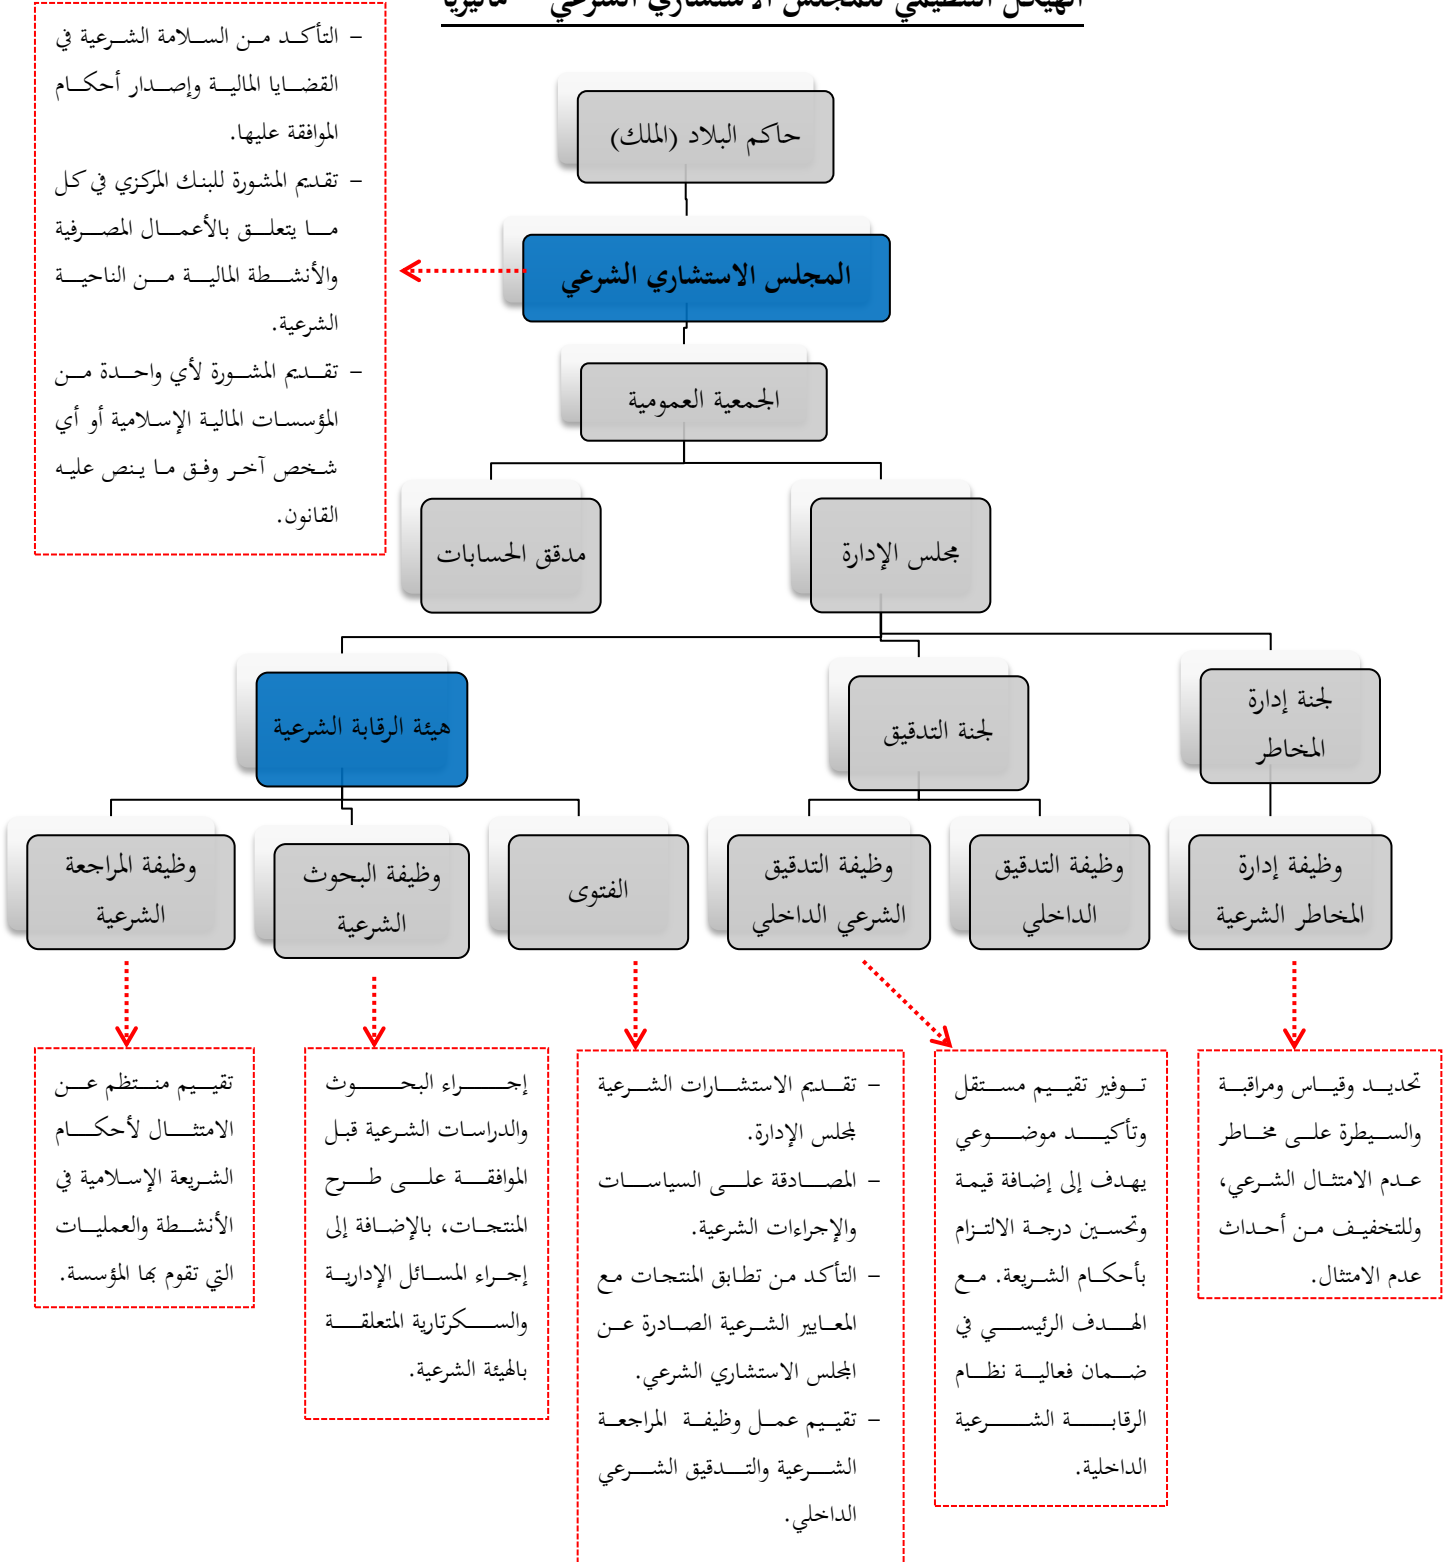 الهيكل التنظيمي للمجلس الاستشاري الشرعي – ماليزيا
– التأكد من السلامة الشرعية في
القضايا المالية وإصدار أحكام
الموافقة عليها.
– تقديم المشورة للبنك المركزي في كل
ما يتعلق بالأعمال المصرفية
والأنشطة المالية من الناحية
الشرعية.
– تقديم المشورة لأي واحدة من
المؤسسات المالية الإسلامية أو أي
شخص آخر وفق ما ينص عليه
القانون.
حاكم البلاد (الملك)
المجلس الاستشاري الشرعي
الجمعية العمومية
مجلس الإدارة
مدقق الحسابات
لجنة إدارة
المخاطر
لجنة التدقيق
هيئة الرقابة الشرعية
وظيفة إدارة
المخاطر الشرعية
وظيفة التدقيق
الداخلي
وظيفة التدقيق
الشرعي الداخلي
الفتوى
وظيفة البحوث
الشرعية
وظيفة المراجعة
الشرعية
تحديد وقياس ومراقبة
والسيطرة على مخاطر
عدم الامتثال الشرعي،
وللتخفيف من أحداث
عدم الامتثال.
توفير تقييم مستقل
وتأكيد موضوعي
يهدف إلى إضافة قيمة
وتحسين درجة الالتزام
بأحكام الشريعة. مع
الهدف الرئيسي في
ضمان فعالية نظام
الرقابة الشرعية
الداخلية.
– تقديم الاستشارات الشرعية
لمجلس الإدارة.
– المصادقة على السياسات
والإجراءات الشرعية.
– التأكد من تطابق المنتجات مع
المعايير الشرعية الصادرة عن
المجلس الاستشاري الشرعي.
– تقييم عمل وظيفة المراجعة
الشرعية والتدقيق الشرعي
الداخلي.
إجراء البحوث
والدراسات الشرعية قبل
الموافقة على طرح
المنتجات، بالإضافة إلى
إجراء المسائل الإدارية
والسكرتارية المتعلقة
بالهيئة الشرعية.
تقييم منتظم عن
الامتثال لأحكام
الشريعة الإسلامية في
الأنشطة والعمليات
التي تقوم بها المؤسسة.